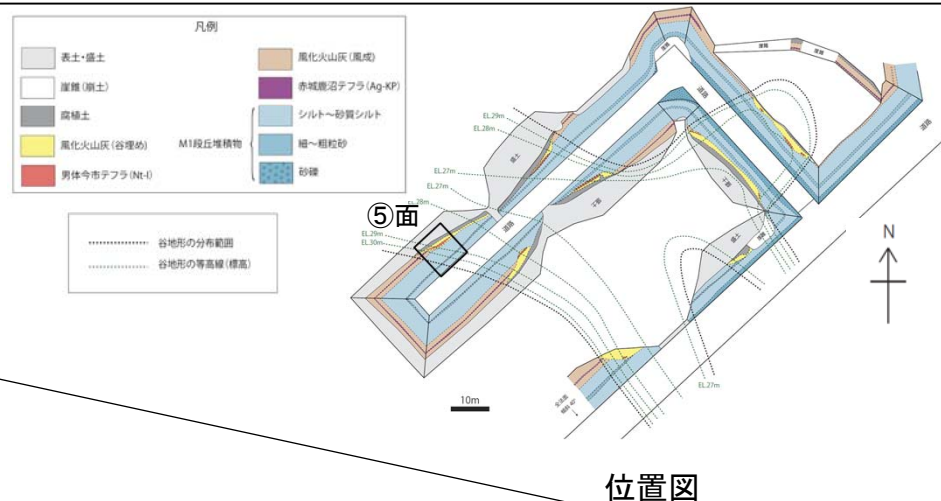 凡例
表土・盛土
崖錐(崩土)
腐植土
風化火山灰(谷埋め)
男体今市テフラ(Nt-I)
風化火山灰(風成)
赤城鹿沼テフラ(Ag-KP)
M1段丘堆積物
シルト〜砂質シルト
細〜粗粒砂
砂礫
谷地形の分布範囲
谷地形の等高線(標高)
⑤面
EL.29m
EL.28m
EL.27m
EL.27m
EL.28m
EL.29m
EL.30m
盛土
道路
道路
道路
盛土
EL.27m
10m
N
位置図